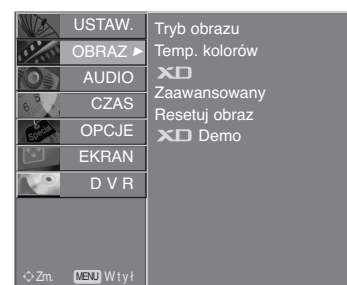 USTAW.
OBRAZ
AUDIO
CZAS
Special
OPCJE
EKRAN
D V R
Tryb obrazu
Temp. kolorów
XD
Zaawansowany
Resetuj obraz
XD Demo
Zm.
MENU Wtył